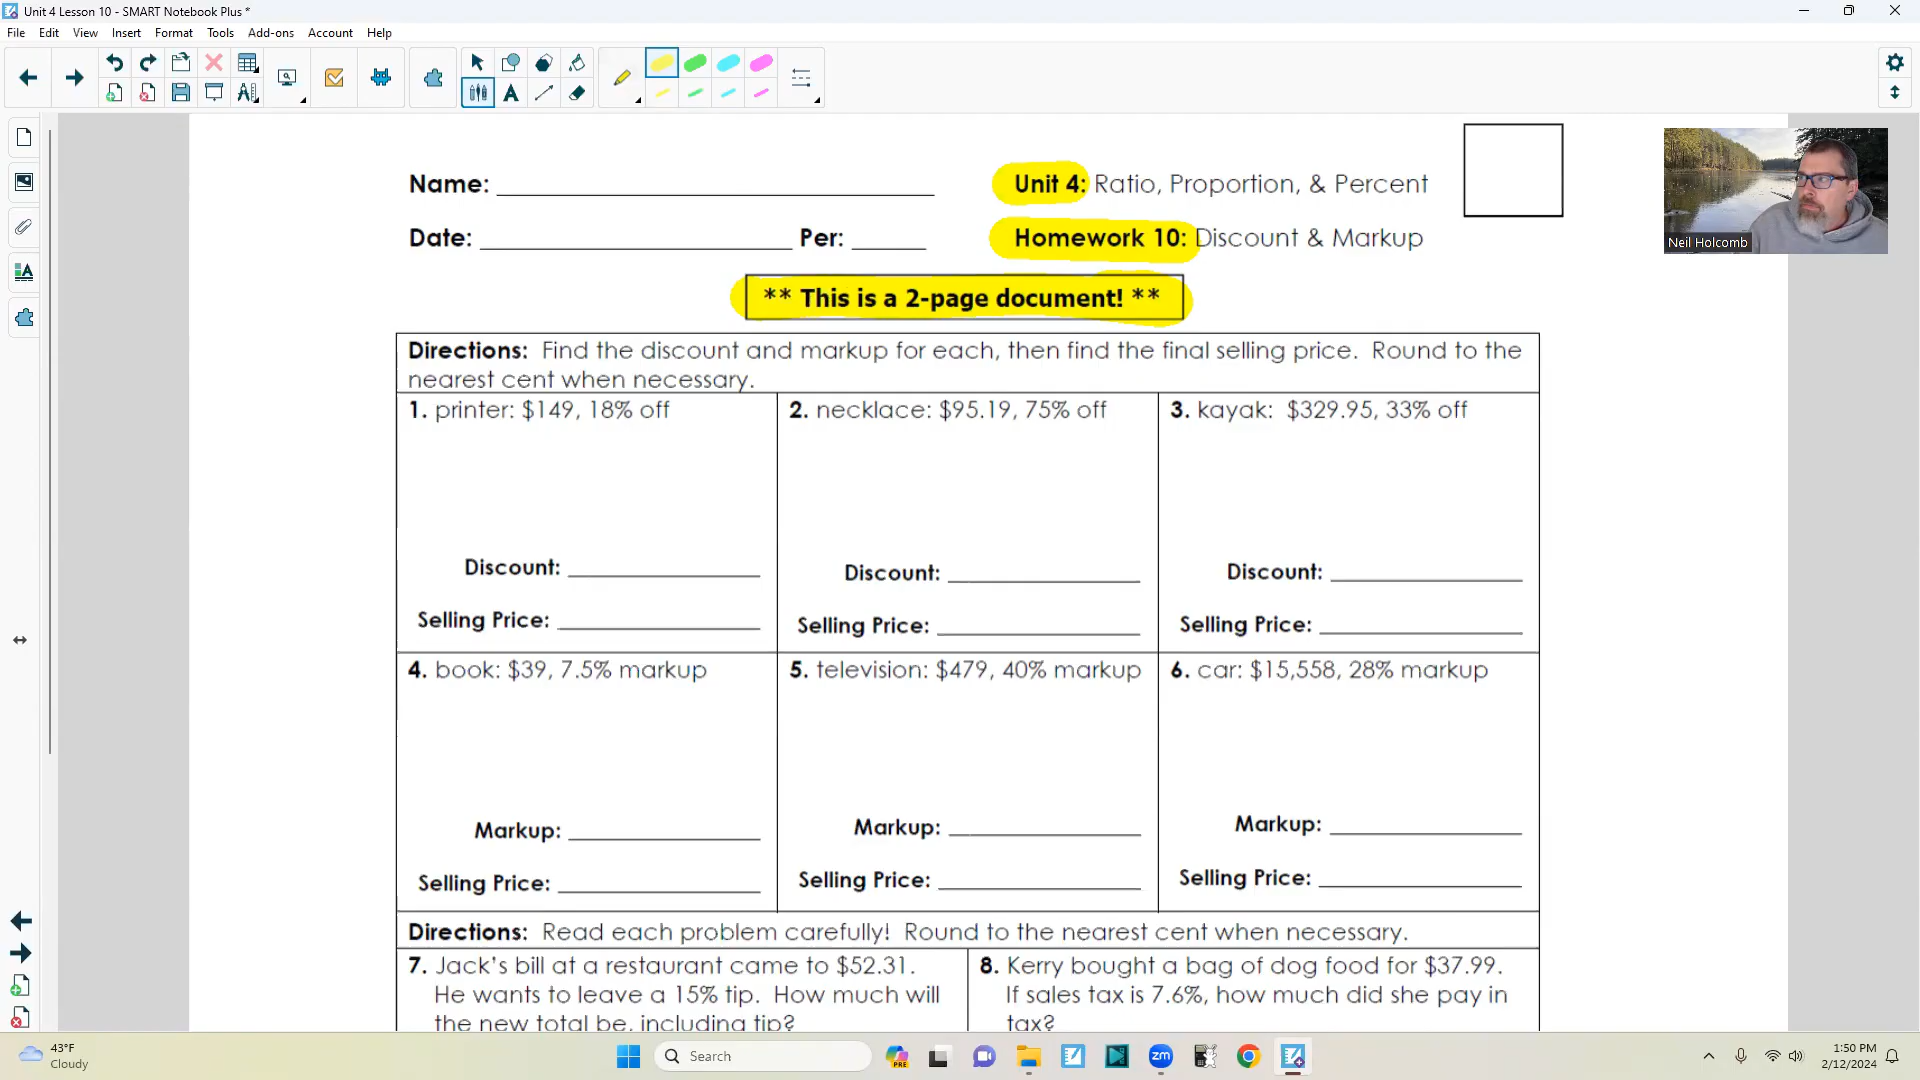 Unit 4 Lesson 10 - SMART Notebook Plus *
File Edit View Insert Format Tools Add-ons Account Help
Name:
Unit 4: Ratio, Proportion, & Percent
Date: Per:
Homework 10: Discount & Markup
Neil Holcomb
** This is a 2-page document! **
Directions: Find the discount and markup for each, then find the final selling price. Round to the
nearest cent when necessary.
1. printer: $149, 18% off
Discount:
Selling Price:
2. necklace: $95.19, 75% off
Discount:
Selling Price:
3. kayak: $329.95, 33% off
Discount:
Selling Price:
4. book: $39, 7.5% markup
Markup:
Selling Price:
5. television: $479, 40% markup
Markup:
Selling Price:
6. car: $15,558, 28% markup
Markup:
Selling Price:
Directions: Read each problem carefully! Round to the nearest cent when necessary.
7. Jack's bill at a restaurant came to $52.31.
He wants to leave a 15% tip. How much will
the new total be, including tip?
8. Kerry bought a bag of dog food for $37.99.
If sales tax is 7.6%, how much did she pay in
tax?
43°F
Cloudy
Search
PRE
zm
1:50 PM
2/12/2024